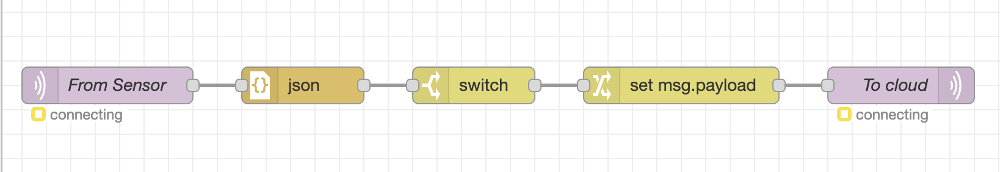 From Sensor
json
switch
set msg.payload
To cloud
connecting
connecting